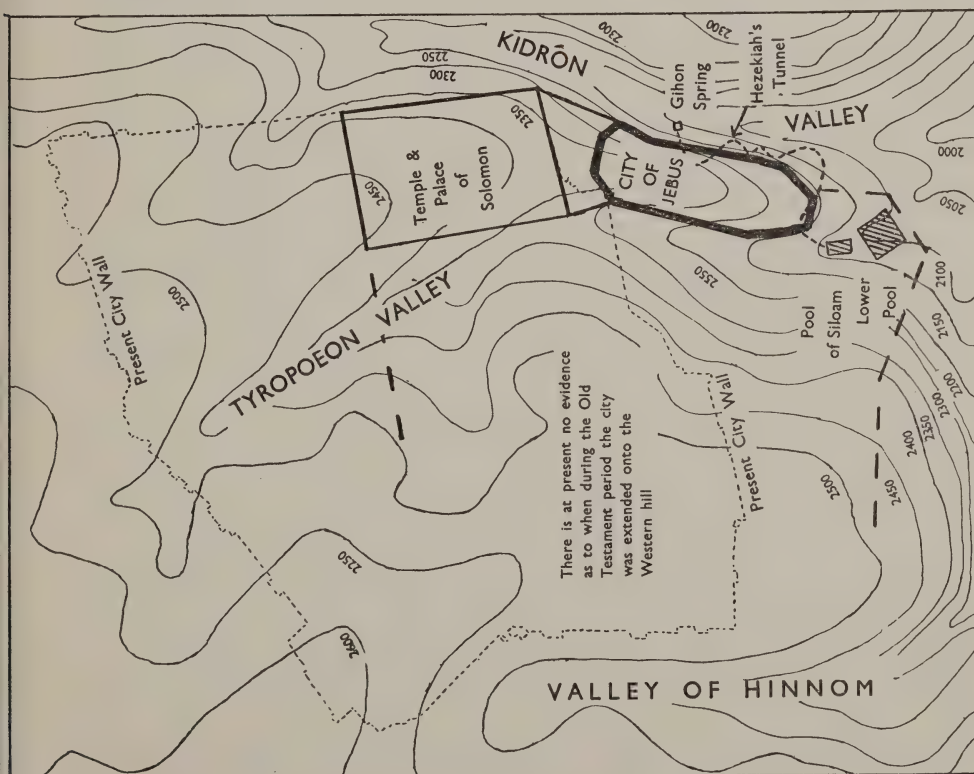 KIDRÔN
VALLEY
Gihon
Spring
Hezekiah's
Tunnel
Temple &
Palace
of
Solomon
CITY
OF
JEBUS
TYROPOEON VALLEY
Present City Wall
There is at present no evidence
as to when during the Old
Testament period the city
was extended onto the
Western hill
Present City Wall
Pool
of Siloam
Lower
Pool
VALLEY OF HINNOM
2300
2300
2250
2300
2350
2450
2500
2550
2000
2050
2100
2150
2200
2300
2350
2400
2450
2500
2250
2600